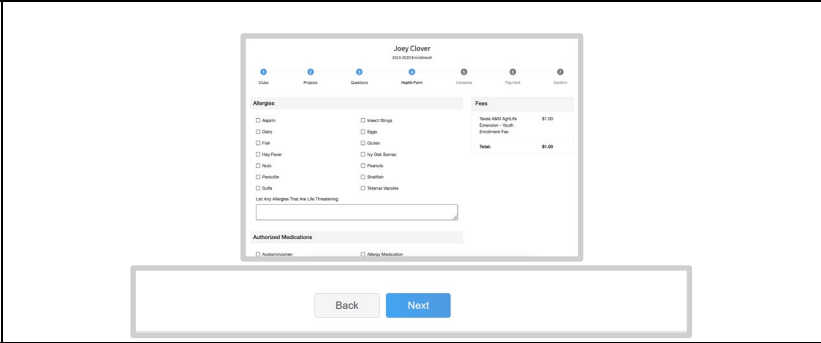 Joey Clover
2019-2020 Enrollment
1 2 3 4 5 6 7
Clubs Projects Questions Health Form Consents Payment Confirm
Allergies
Aspirin Insect Stings
Dairy Eggs
Fish Gluten
Hay Fever Ivy Oak Sumac
Nuts Peanuts
Penicillin Shellfish
Sulfa Tetanus Vaccine
List Any Allergies That Are Life Threatening
Authorized Medications
Acetaminophen Allergy Medication
Fees
Texas A&M AgriLife $1.00
Extension - Youth
Enrollment Fee
Total: $1.00
Back Next